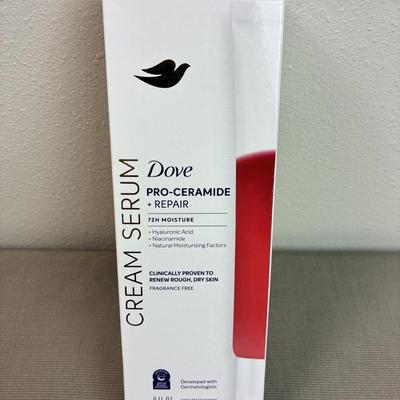 CREAM SERUM
Dove
PRO-CERAMIDE
+ REPAIR
72H MOISTURE
• Hyaluronic Acid
• Niacinamide
• Natural Moisturizing Factors
CLINICALLY PROVEN TO
RENEW ROUGH, DRY SKIN
FRAGRANCE FREE
Developed with
Dermatologists